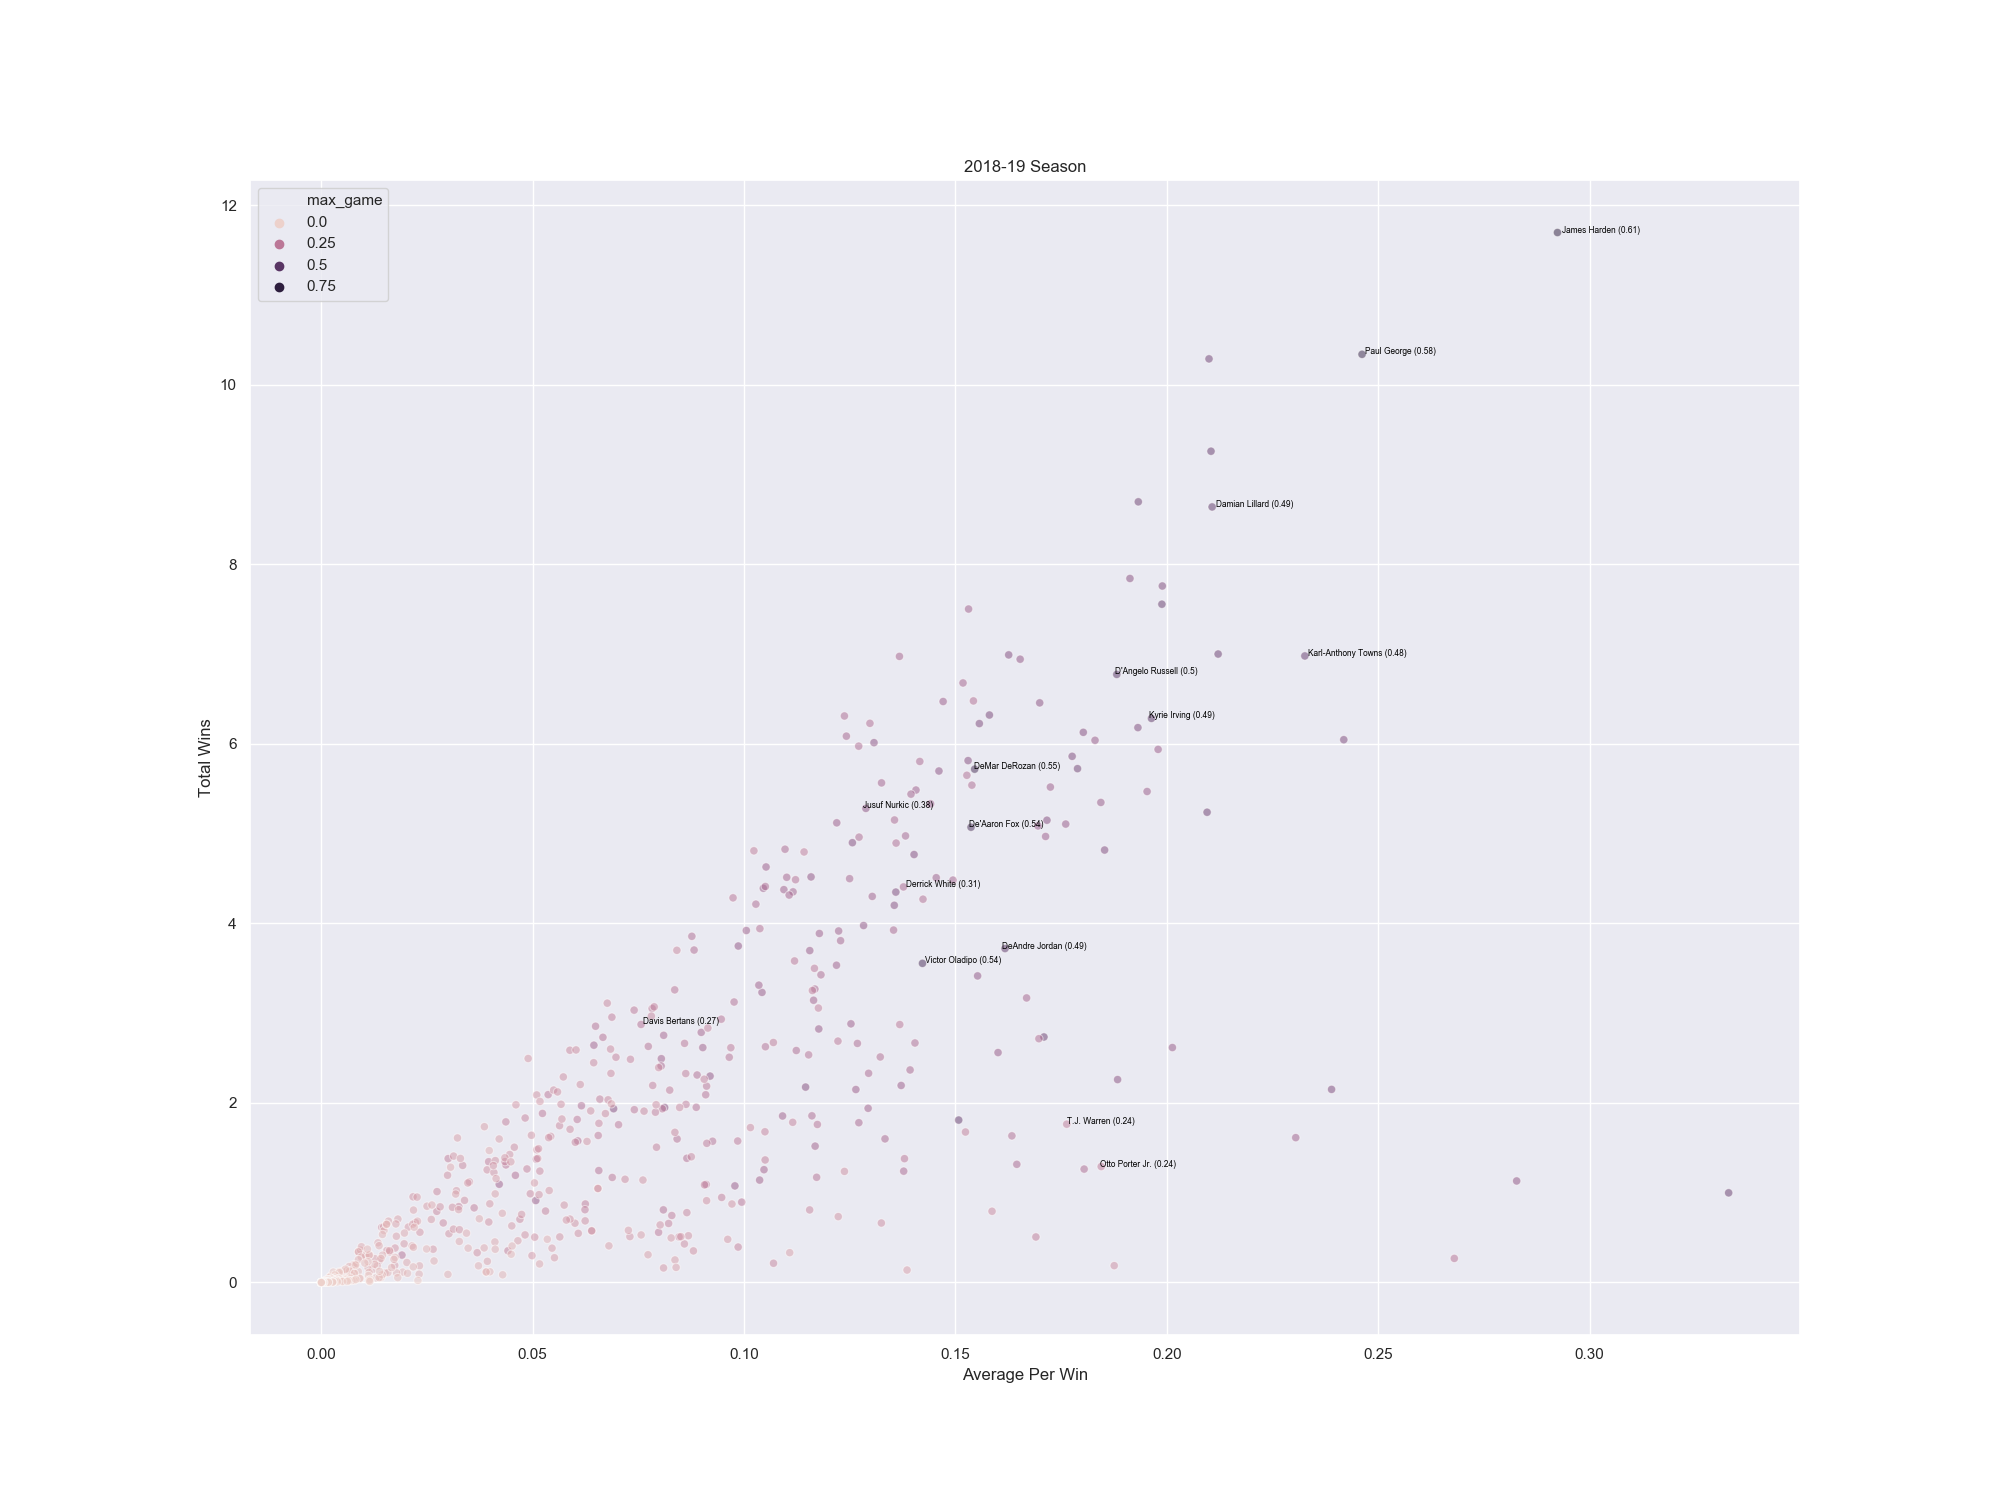 2018-19 Season
max_game
0.0
0.25
0.5
0.75
12
10
8
6
4
2
0
Total Wins
James Harden (0.61)
Paul George (0.58)
Damian Lillard (0.49)
Karl-Anthony Towns (0.48)
D'Angelo Russell (0.5)
Kyrie Irving (0.49)
DeMar DeRozan (0.55)
Jusuf Nurkic (0.38)
De'Aaron Fox (0.54)
Derrick White (0.31)
DeAndre Jordan (0.49)
Victor Oladipo (0.54)
Davis Bertans (0.27)
T.J. Warren (0.24)
Otto Porter Jr. (0.24)
0.00 0.05 0.10 0.15 0.20 0.25 0.30
Average Per Win